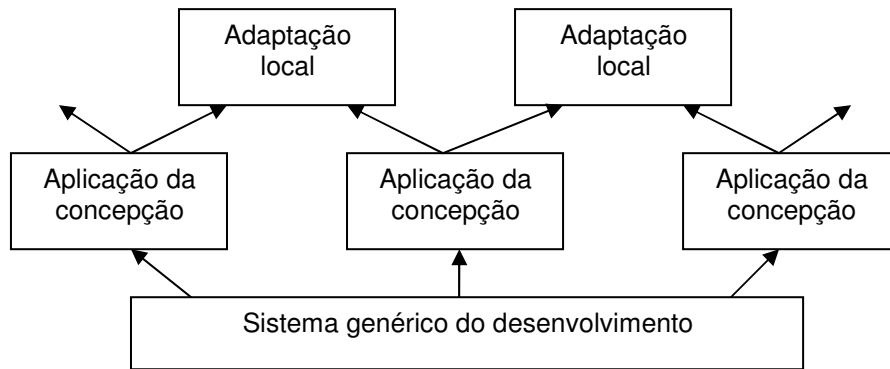 Adaptação
local
Adaptação
local
Aplicação da
concepção
Aplicação da
concepção
Aplicação da
concepção
Sistema genérico do desenvolvimento